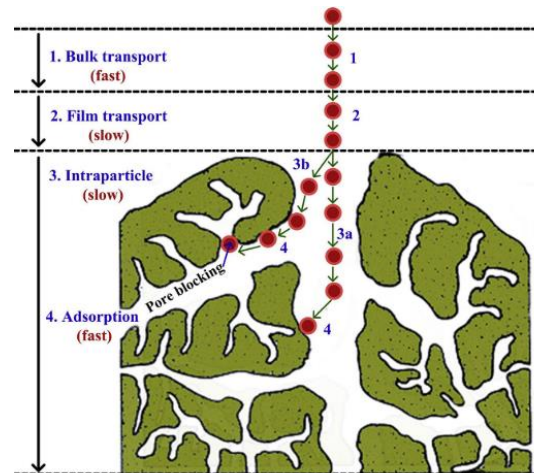 1. Bulk transport
(fast)
1
2. Film transport
(slow)
2
3. Intraparticle
(slow)
3b
3a
4
Pore blocking
4. Adsorption
(fast)
4